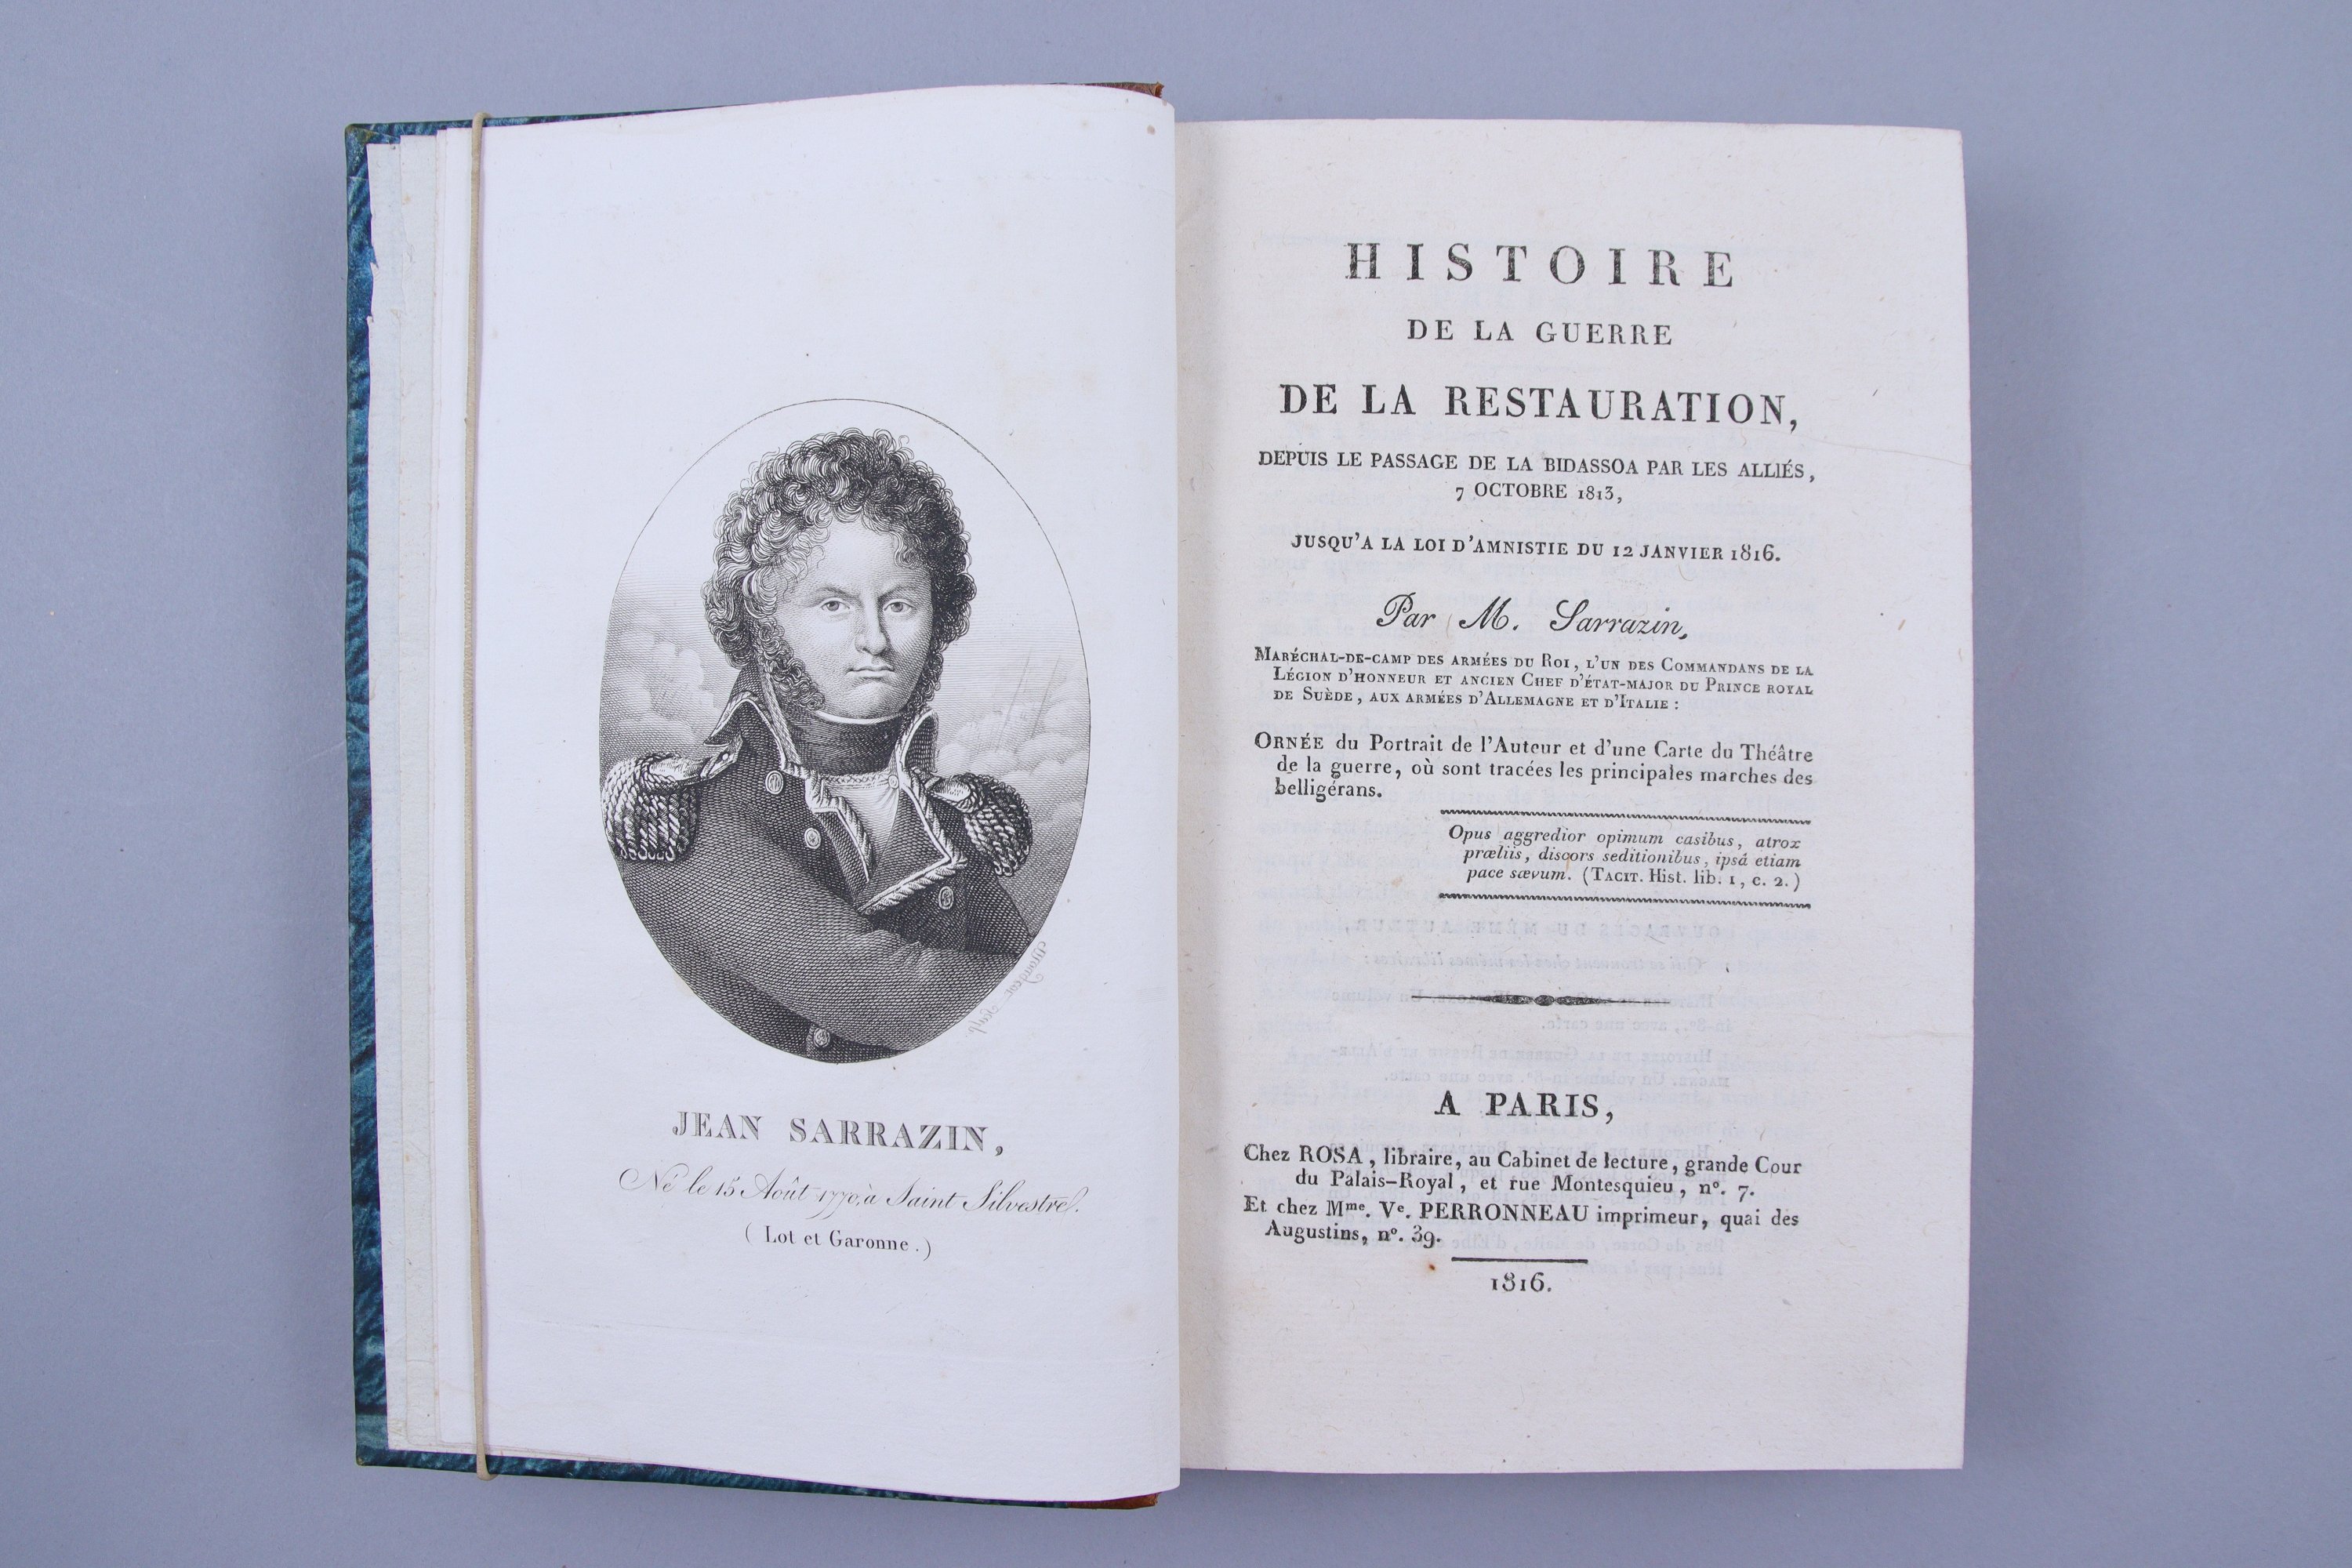 Mougeot Sculp.
JEAN SARRAZIN,
Né le 15 Août 1770, à Saint Silvestre.
( Lot et Garonne. )
HISTOIRE
DE LA GUERRE
DE LA RESTAURATION,
DEPUIS LE PASSAGE DE LA BIDASSOA PAR LES ALLIÉS,
7 OCTOBRE 1813,
JUSQU'A LA LOI D'AMNISTIE DU 12 JANVIER 1816.
Par M. Sarrazin,
MARÉCHAL-DE-CAMP DES ARMÉES DU ROI, L'UN DES COMMANDANS DE LA
LÉGION D'HONNEUR ET ANCIEN CHEF D'ÉTAT-MAJOR DU PRINCE ROYAL
DE SUÈDE, AUX ARMÉES D'ALLEMAGNE ET D'ITALIE :
ORNÉE du Portrait de l'Auteur et d'une Carte du Théâtre
de la guerre, où sont tracées les principales marches des
belligérans.
Opus aggredior opimum casibus, atrox
præliis, discors seditionibus, ipsâ etiam
pace sævum. (TACIT. Hist. lib. 1, c. 2.)
A PARIS,
Chez ROSA, libraire, au Cabinet de lecture, grande Cour
du Palais-Royal, et rue Montesquieu, nº. 7.
Et chez Mme. Ve. PERRONNEAU imprimeur, quai des
Augustins, nº. 39.
1816.